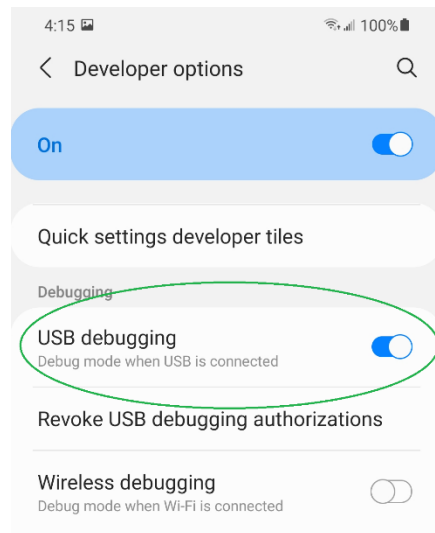 4:15 100%
Developer options
On
Quick settings developer tiles
Debugging
USB debugging
Debug mode when USB is connected
Revoke USB debugging authorizations
Wireless debugging
Debug mode when Wi-Fi is connected